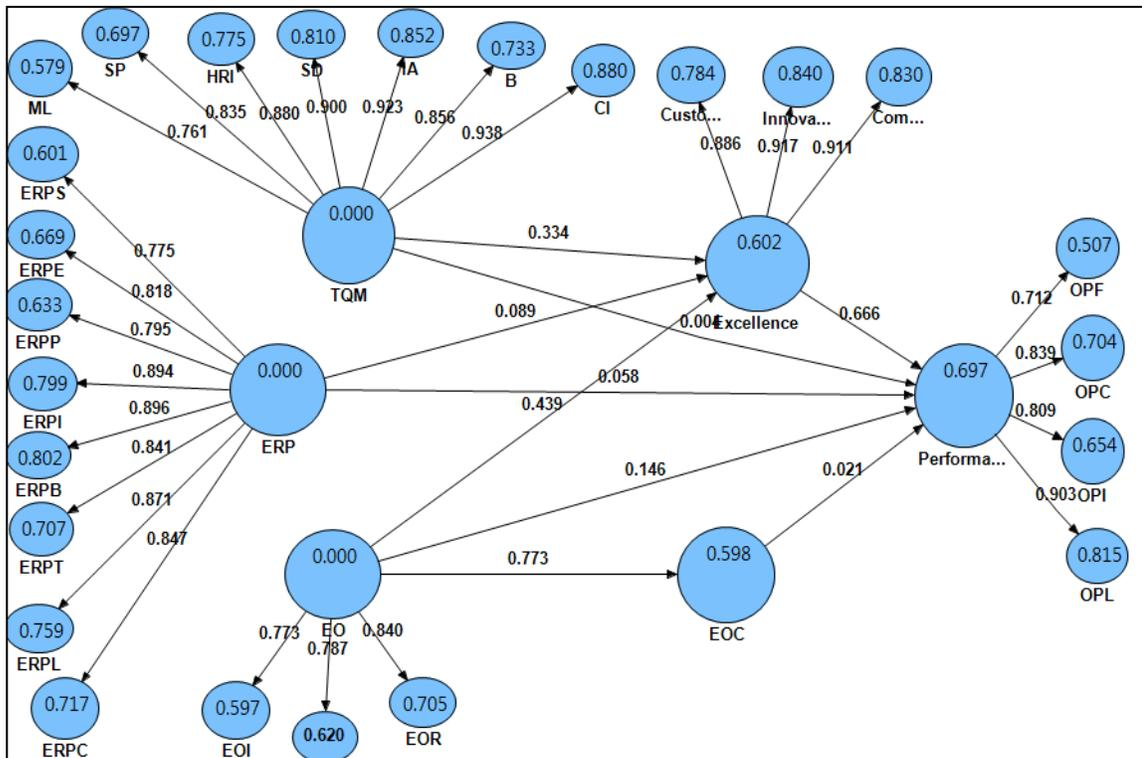 0.697
SP
0.775
HRI
0.810
SD
0.852
IA
0.733
B
0.880
CI
0.579
ML
0.784
Custo...
0.840
Innova...
0.830
Com...
0.761
0.835
0.880
0.900
0.923
0.856
0.938
0.886
0.917
0.911
0.601
ERPS
0.000
TQM
0.334
0.602
Excellence
0.507
OPF
0.669
ERPE
0.775
0.818
0.633
ERPP
0.795
0.089
0.004
0.666
0.712
0.704
OPC
0.839
0.799
ERPI
0.894
0.000
ERP
0.058
0.697
Performa...
0.896
0.439
0.809
0.654
OPI
0.802
ERPB
0.841
0.146
0.021
0.903
0.707
ERPT
0.871
0.847
0.000
EO
0.773
0.598
EOC
0.815
OPL
0.759
ERPL
0.773
0.787
0.840
0.717
ERPC
0.597
EOI
0.620
0.705
EOR